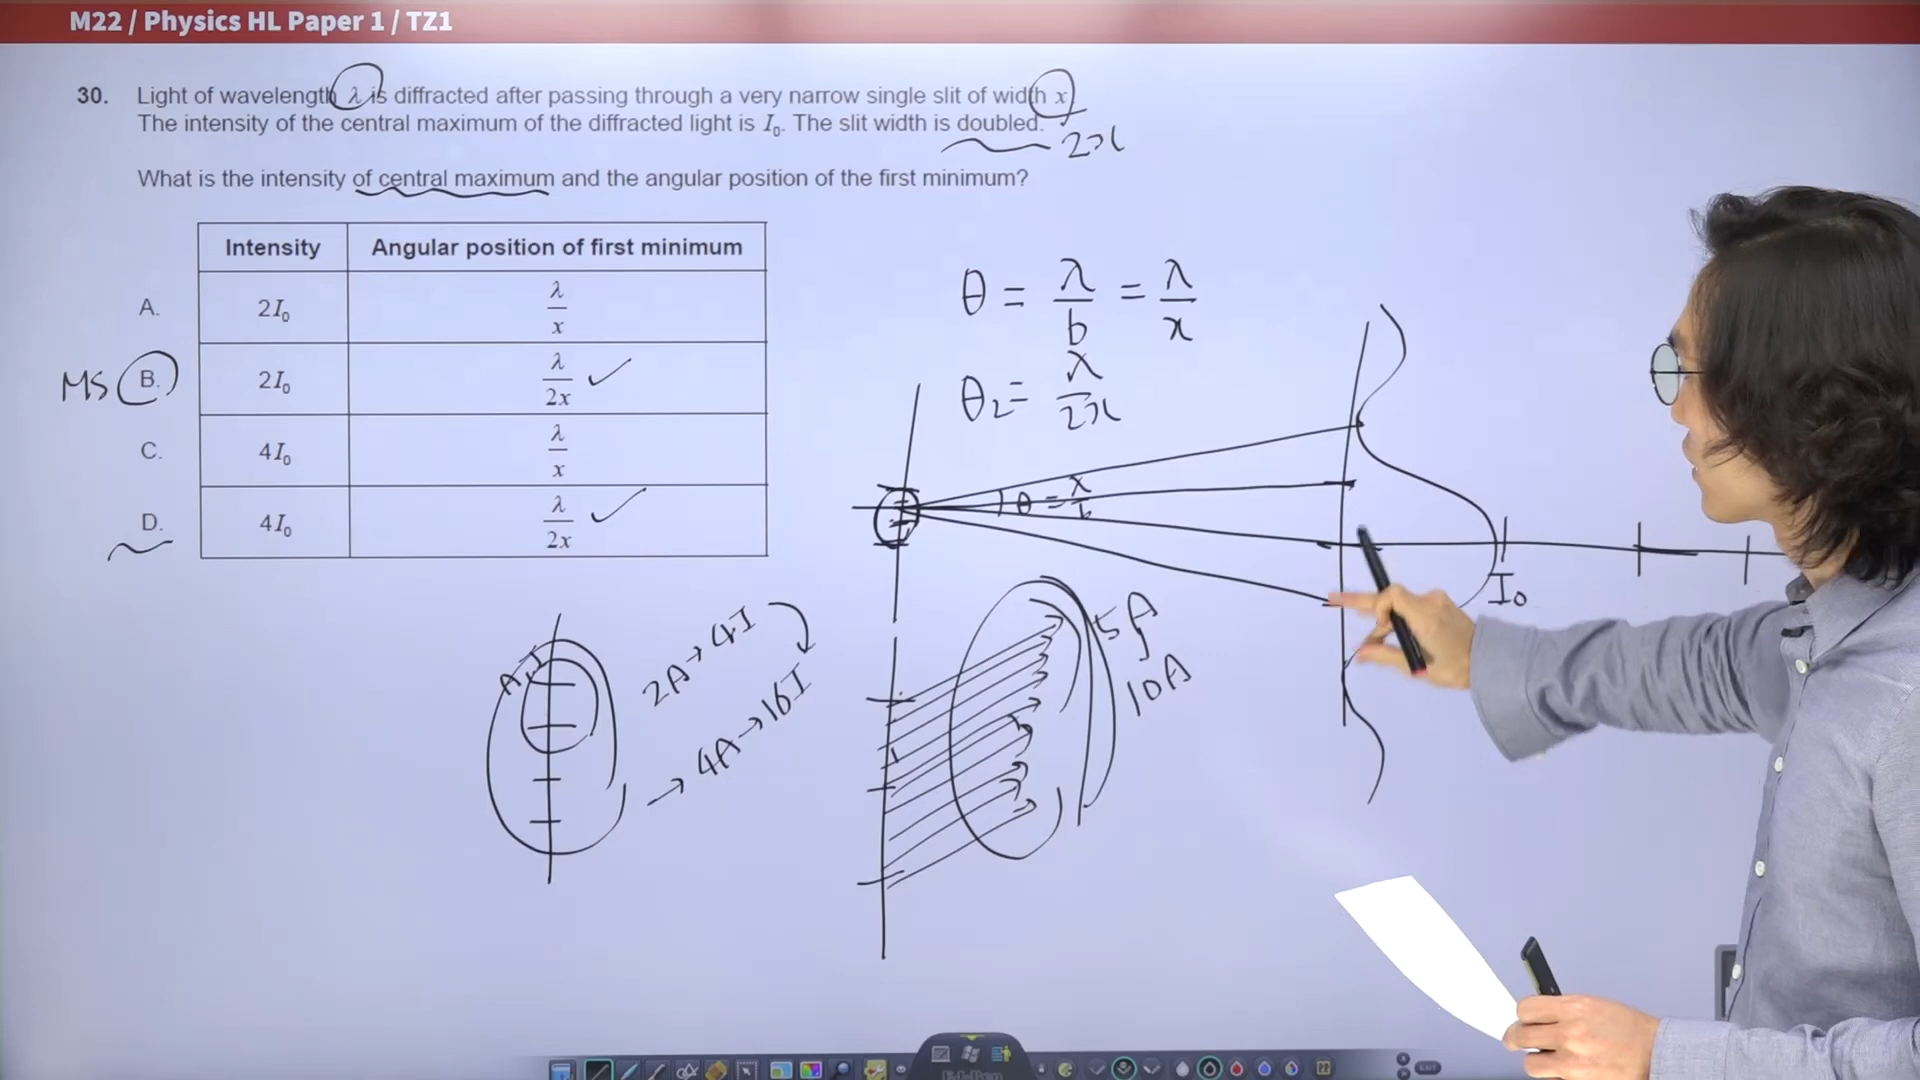 M22 / Physics HL Paper 1 / TZ1
30. Light of wavelength λ is diffracted after passing through a very narrow single slit of width x.
The intensity of the central maximum of the diffracted light is I₀. The slit width is doubled.
2x
What is the intensity of central maximum and the angular position of the first minimum?
Intensity Angular position of first minimum
A. 2I₀ λ/x
MS B. 2I₀ λ/2x ✓
C. 4I₀ λ/x
D. 4I₀ λ/2x ✓
θ = λ/b = λ/x
θ₂ = λ/2x
θ = λ/b
I₀
A, I
2A → 4I
→ 4A → 16I
5A
10A
EXIT